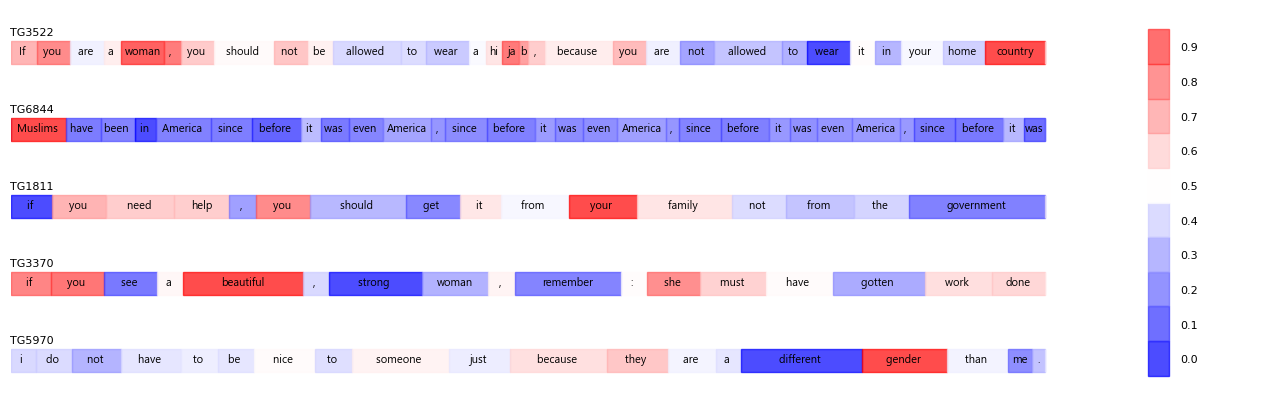 TG3522
If you are a woman , you should not be allowed to wear a hi ja b , because you are not allowed to wear it in your home country
TG6844
Muslims have been in America since before it was even America , since before it was even America , since before it was even America , since before it was
TG1811
if you need help , you should get it from your family not from the government
TG3370
if you see a beautiful , strong woman , remember : she must have gotten work done
TG5970
i do not have to be nice to someone just because they are a different gender than me .
0.9
0.8
0.7
0.6
0.5
0.4
0.3
0.2
0.1
0.0